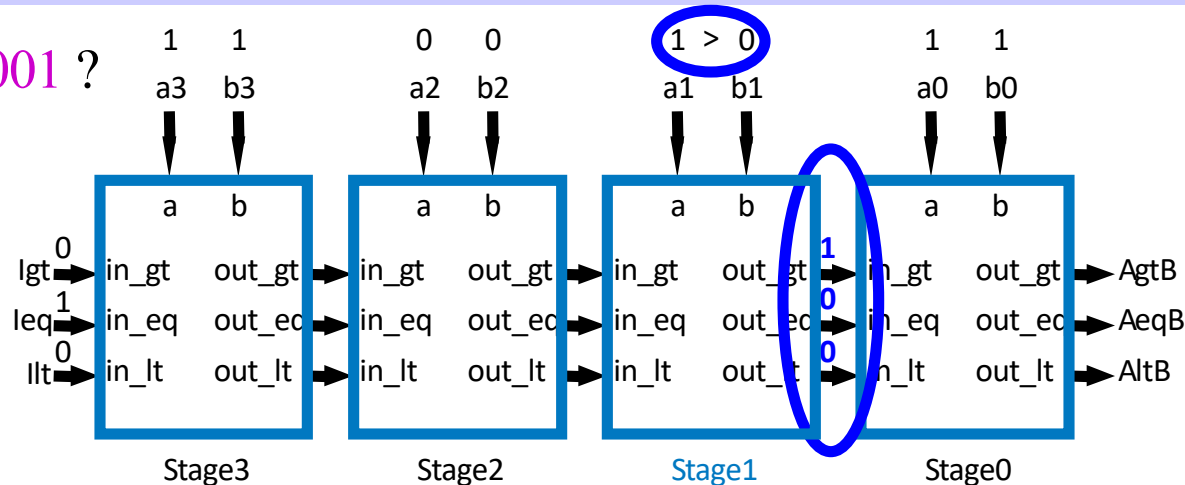 001 ?
1 1 0 0 1 > 0 1 1
a3 b3 a2 b2 a1 b1 a0 b0
a b a b a b a b
0 1
Igt in_gt out_gt in_gt out_gt in_gt out_gt in_gt out_gt AgtB
1 0
Ieq in_eq out_eq in_eq out_eq in_eq out_eq in_eq out_eq AeqB
0 0
Ilt in_lt out_lt in_lt out_lt in_lt out_lt in_lt out_lt AltB
Stage3 Stage2 Stage1 Stage0